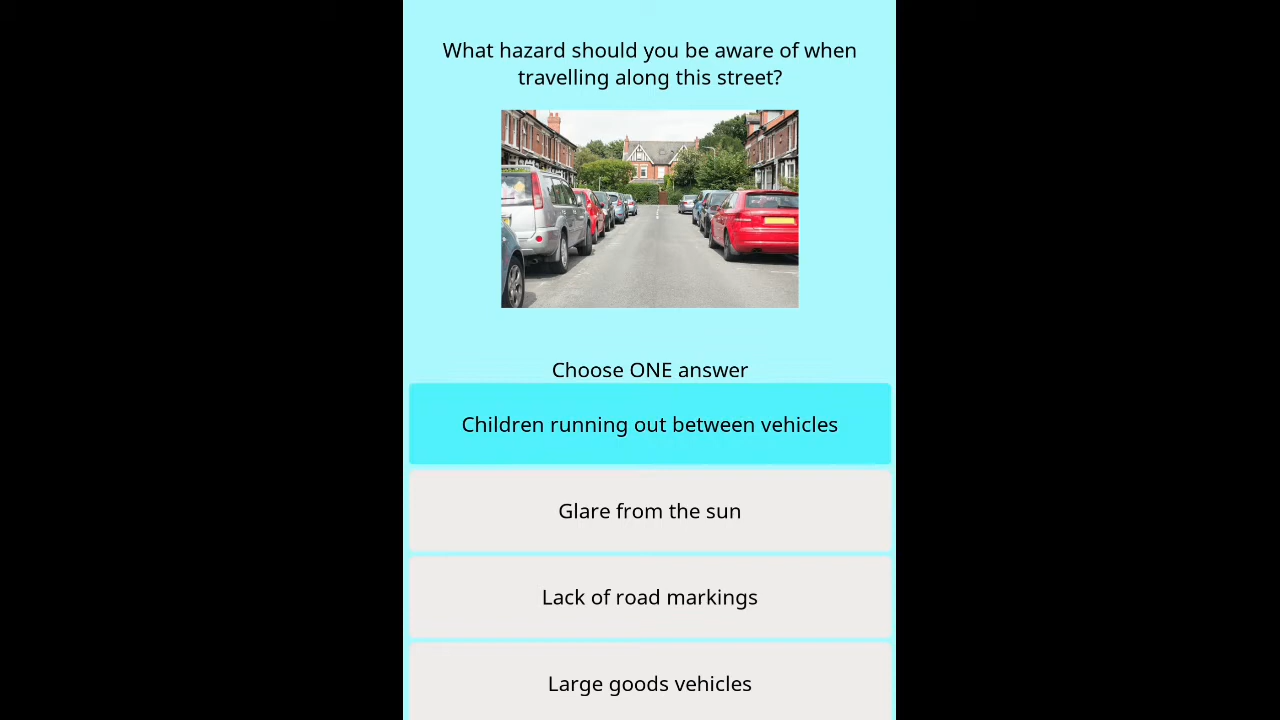 What hazard should you be aware of when
travelling along this street?
Choose ONE answer
Children running out between vehicles
Glare from the sun
Lack of road markings
Large goods vehicles